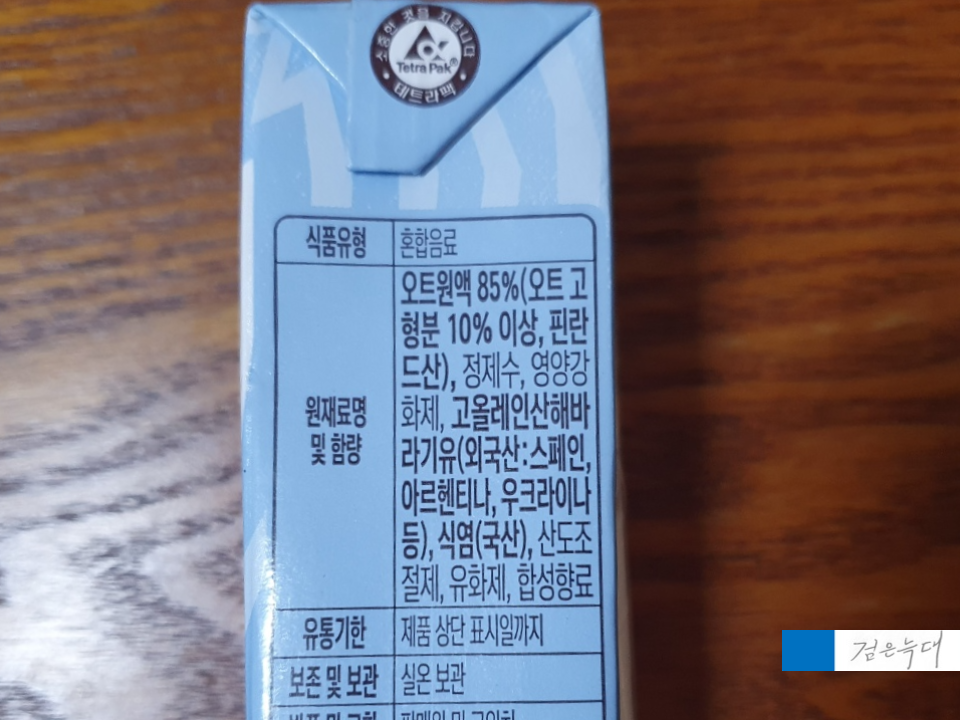 소중한 것을 지킵니다
Tetra Pak®
테트라팩
식품유형 혼합음료
원재료명 및 함량
오트원액 85%(오트 고
형분 10% 이상, 핀란
드산), 정제수, 영양강
화제, 고올레인산해바
라기유(외국산:스페인,
아르헨티나, 우크라이나
등), 식염(국산), 산도조
절제, 유화제, 합성향료
유통기한 제품 상단 표시일까지
보존 및 보관 실온 보관
검은늑대